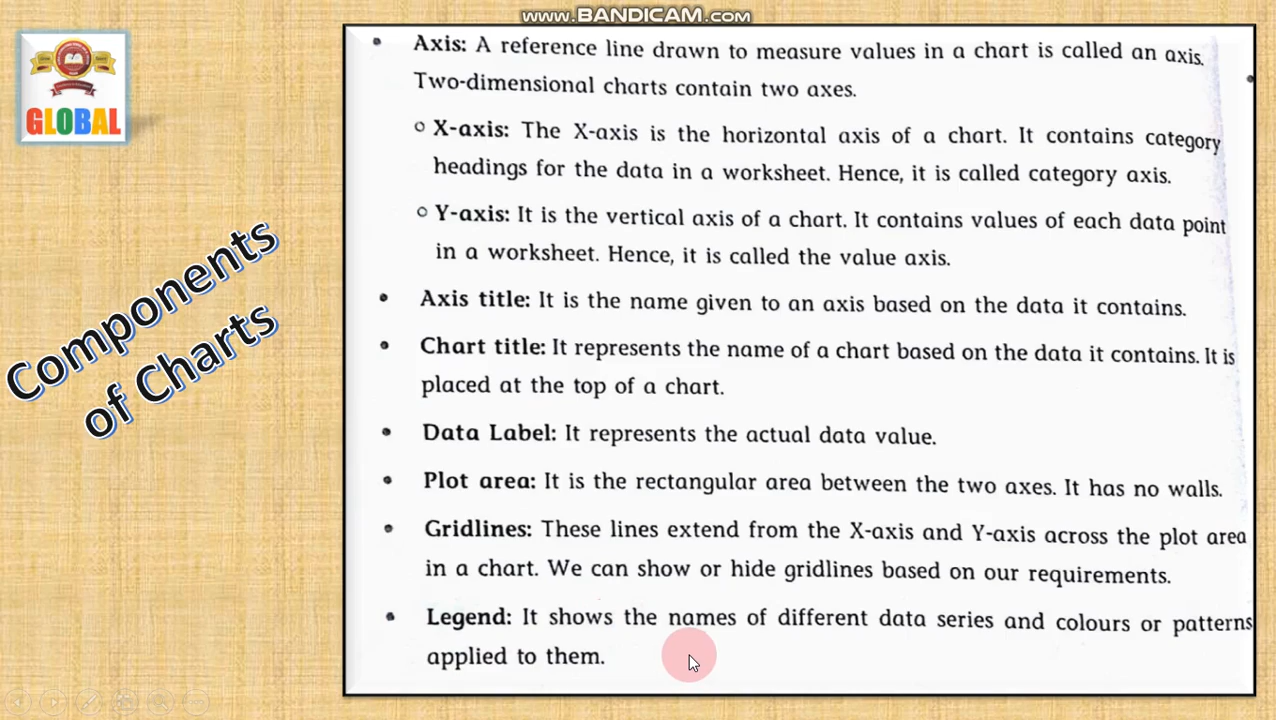 www.BANDICAM.com
GLOBAL
Components
of Charts
• Axis: A reference line drawn to measure values in a chart is called an axis.
Two-dimensional charts contain two axes.
○ X-axis: The X-axis is the horizontal axis of a chart. It contains category
headings for the data in a worksheet. Hence, it is called category axis.
○ Y-axis: It is the vertical axis of a chart. It contains values of each data point
in a worksheet. Hence, it is called the value axis.
• Axis title: It is the name given to an axis based on the data it contains.
• Chart title: It represents the name of a chart based on the data it contains. It is
placed at the top of a chart.
• Data Label: It represents the actual data value.
• Plot area: It is the rectangular area between the two axes. It has no walls.
• Gridlines: These lines extend from the X-axis and Y-axis across the plot area
in a chart. We can show or hide gridlines based on our requirements.
• Legend: It shows the names of different data series and colours or patterns
applied to them.